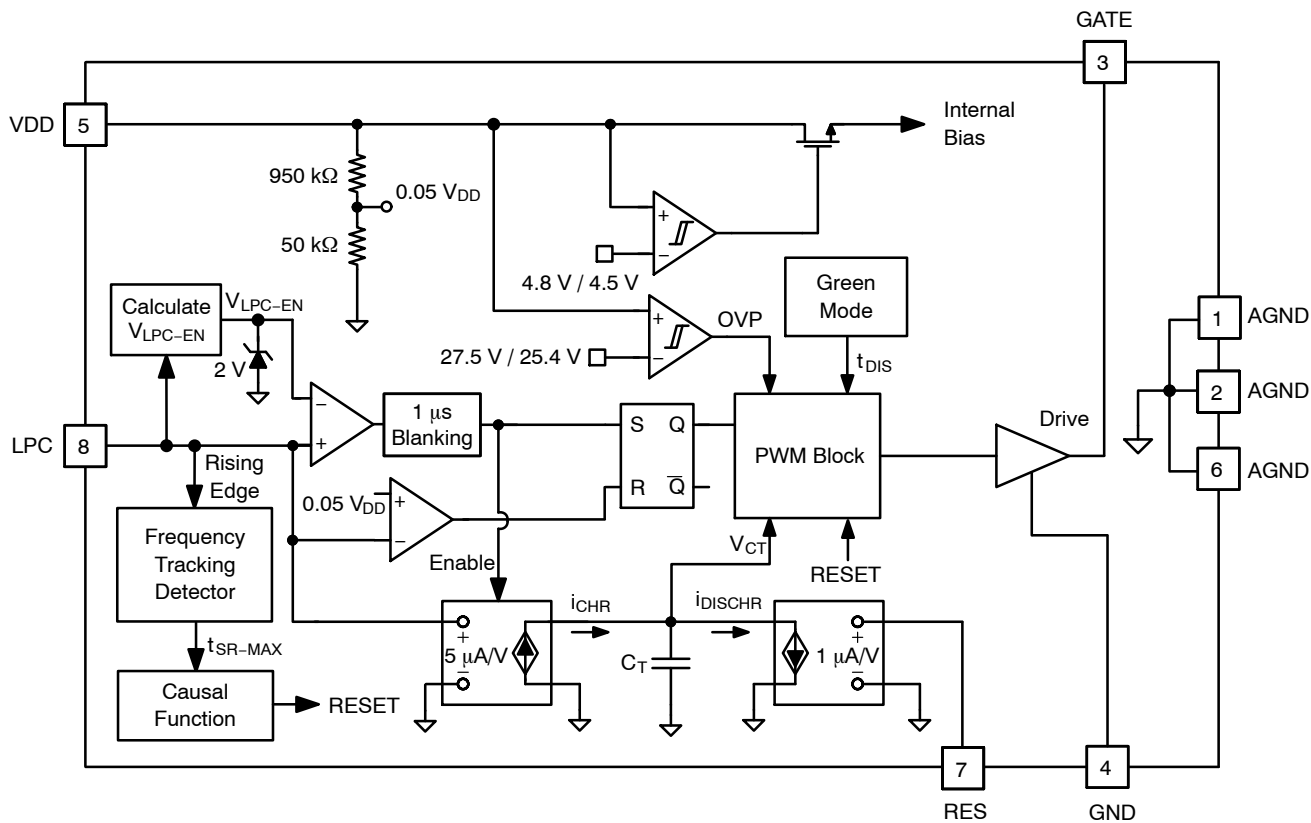 GATE
3
VDD
5
Internal
Bias
950 kΩ
0.05 VDD
50 kΩ
+
−
4.8 V / 4.5 V
Green
Mode
Calculate
VLPC−EN
VLPC−EN
2 V
+
−
OVP
27.5 V / 25.4 V
tDIS
1
AGND
2
AGND
6
AGND
LPC
8
−
+
1 μs
Blanking
S
Q
R
Q̅
PWM Block
Drive
Rising
Edge
0.05 VDD
+
−
Frequency
Tracking
Detector
Enable
VCT
RESET
tSR−MAX
Causal
Function
RESET
+
5 μA/V
−
iCHR
CT
iDISCHR
+
1 μA/V
−
7
RES
4
GND